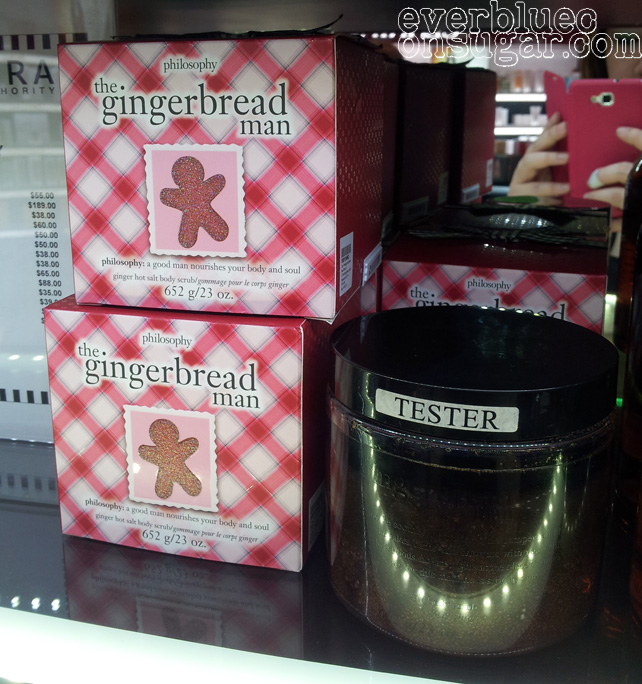 everbluec
onsugar.com
RA
HORITY
$55.00
$189.00
$38.00
$60.00
$60.00
$50.00
$38.00
$38.00
$65.00
$88.00
$35.00
philosophy
the
gingerbread
man
philosophy: a good man nourishes your body and soul
ginger hot salt body scrub/gommage pour le corps ginger
652 g/23 oz.
philosophy
the
gingerbread
man
philosophy: a good man nourishes your body and soul
ginger hot salt body scrub/gommage pour le corps ginger
652 g/23 oz.
philosophy
the
TESTER